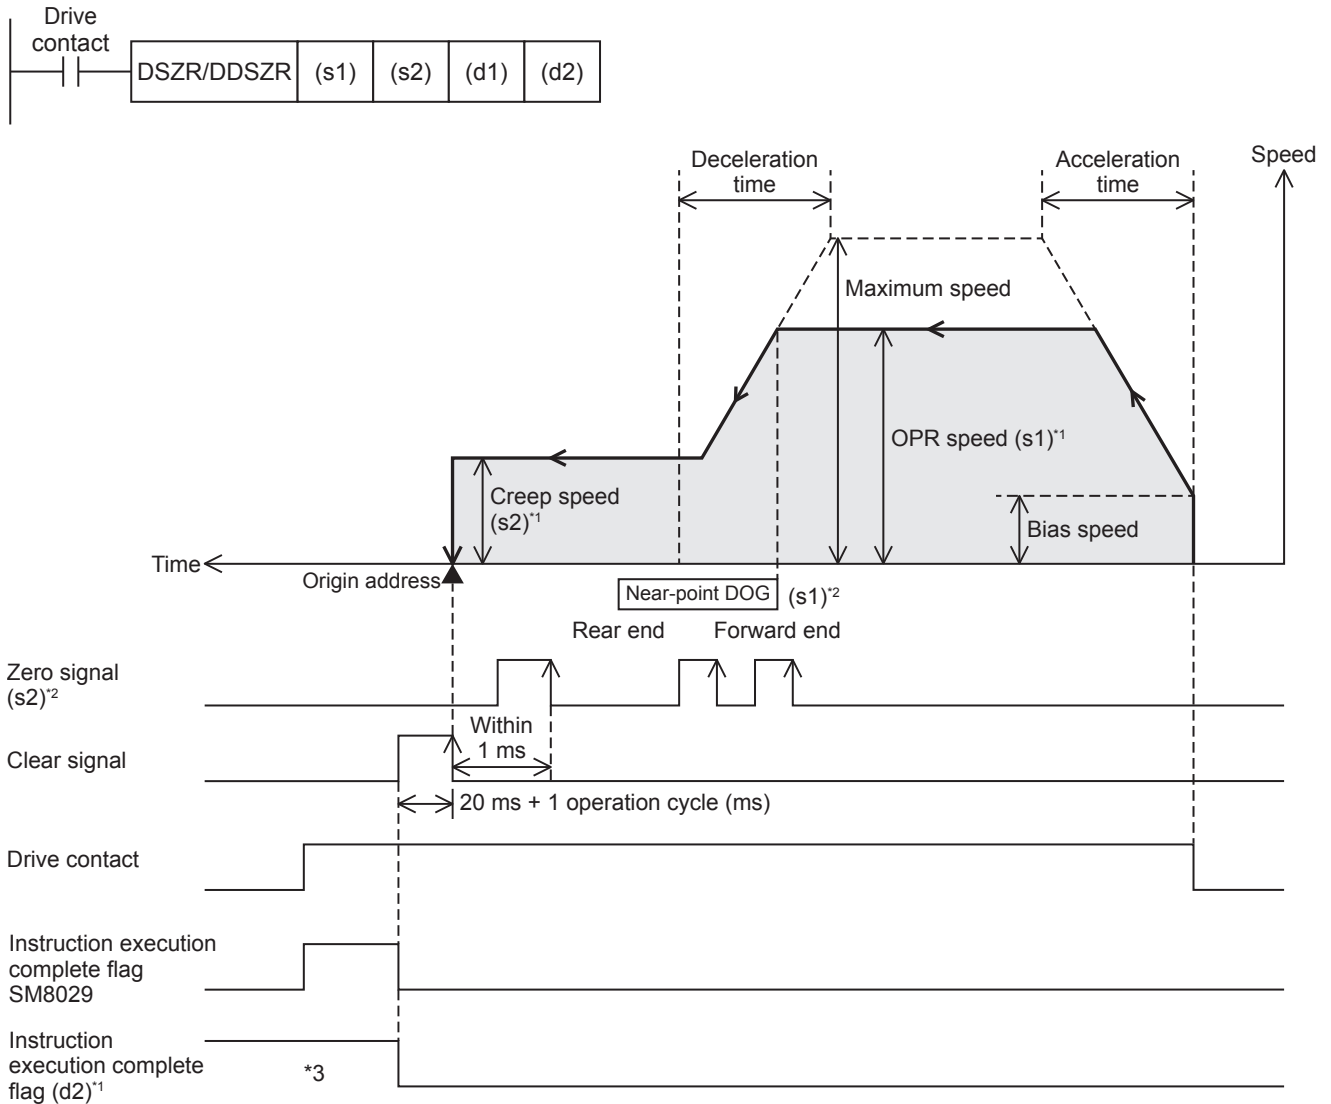 Drive
contact
DSZR/DDSZR (s1) (s2) (d1) (d2)
Deceleration
time
Acceleration
time
Speed
Maximum speed
OPR speed (s1)*1
Creep speed
(s2)*1
Bias speed
Time
Origin address
Near-point DOG (s1)*2
Rear end
Forward end
Zero signal
(s2)*2
Within
1 ms
Clear signal
20 ms + 1 operation cycle (ms)
Drive contact
Instruction execution
complete flag
SM8029
Instruction
execution complete
flag (d2)*1
*3